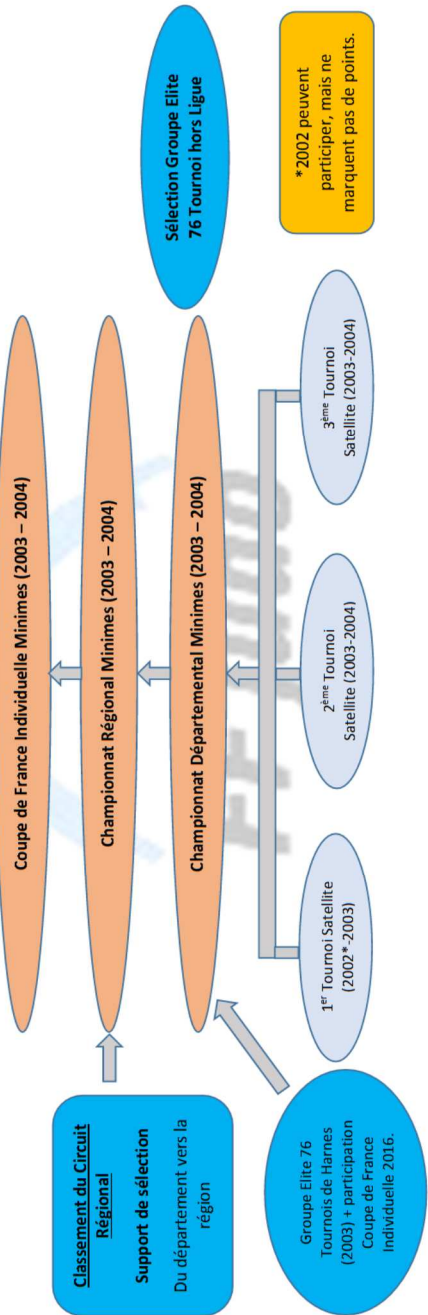 Coupe de France Individuelle Minimes (2003 – 2004)
Classement du Circuit
Régional
Support de sélection
Du département vers la
région
Championnat Régional Minimes (2003 – 2004)
Sélection Groupe Elite
76 Tournoi hors Ligue
Championnat Départemental Minimes (2003 – 2004)
Groupe Elite 76
Tournois de Harnes
(2003) + participation
Coupe de France
Individuelle 2016.
1er Tournoi Satellite
(2002*-2003)
2ème Tournoi
Satellite (2003-2004)
3ème Tournoi
Satellite (2003-2004)
*2002 peuvent
participer, mais ne
marquent pas de points.